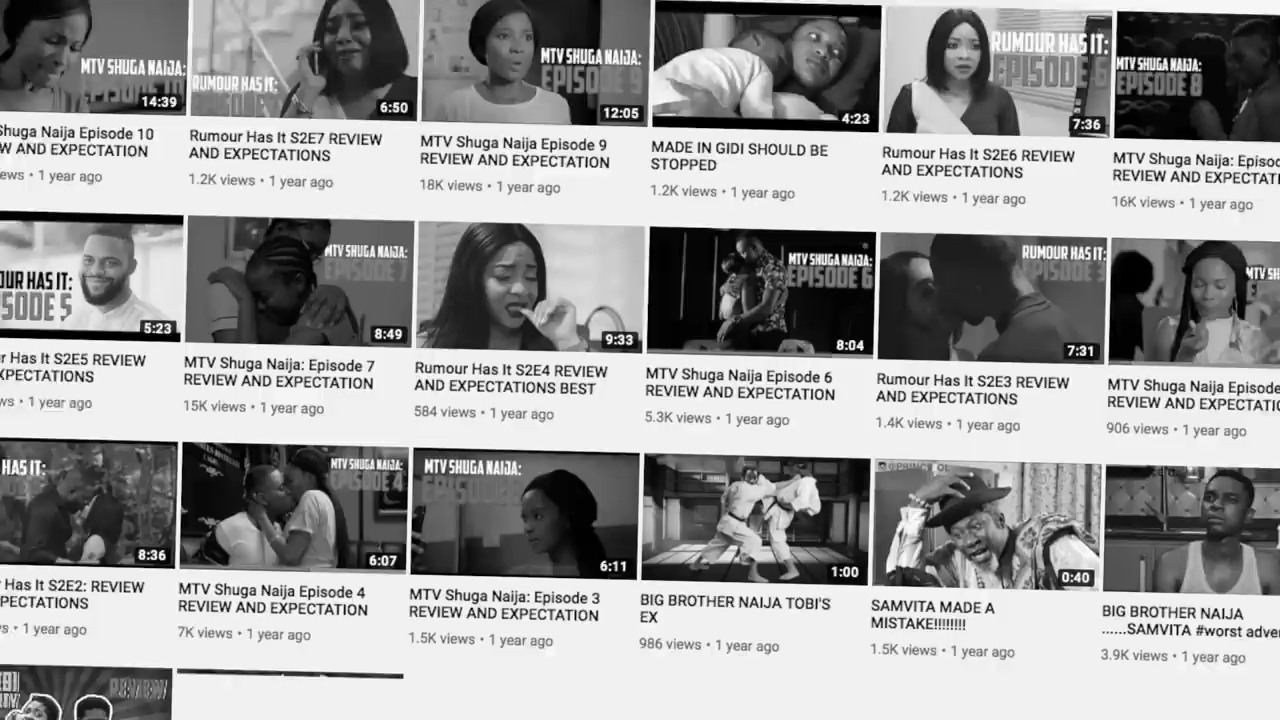 MTV SHUGA NAIJA:
14:39
Shuga Naija Episode 10
REVIEW AND EXPECTATION
ews • 1 year ago
RUMOUR HAS IT:
6:50
Rumour Has It S2E7 REVIEW
AND EXPECTATIONS
1.2K views • 1 year ago
MTV SHUGA NAIJA:
EPISODE 9
12:05
MTV Shuga Naija Episode 9
REVIEW AND EXPECTATION
18K views • 1 year ago
4:23
MADE IN GIDI SHOULD BE
STOPPED
1.2K views • 1 year ago
RUMOUR HAS IT:
EPISODE 6
7:36
Rumour Has It S2E6 REVIEW
AND EXPECTATIONS
1.2K views • 1 year ago
MTV SHUGA NAIJA:
EPISODE 8
MTV Shuga Naija: Episo
REVIEW AND EXPECTAT
16K views • 1 year ago
OUR HAS IT:
SODE 5
5:23
r Has It S2E5 REVIEW
XPECTATIONS
ws • 1 year ago
MTV SHUGA NAIJA:
EPISODE 7
8:49
MTV Shuga Naija: Episode 7
REVIEW AND EXPECTATION
15K views • 1 year ago
9:33
Rumour Has It S2E4 REVIEW
AND EXPECTATIONS BEST
584 views • 1 year ago
MTV SHUGA NAIJA:
EPISODE 6
8:04
MTV Shuga Naija Episode 6
REVIEW AND EXPECTATION
5.3K views • 1 year ago
RUMOUR HAS IT:
EPISODE 3
7:31
Rumour Has It S2E3 REVIEW
AND EXPECTATIONS
1.4K views • 1 year ago
MTV SH
MTV Shuga Naija Episode
REVIEW AND EXPECTATIO
906 views • 1 year ago
HAS IT:
8:36
r Has It S2E2: REVIEW
PECTATIONS
s • 1 year ago
MTV SHUGA NAIJA:
EPISODE 4
6:07
MTV Shuga Naija Episode 4
REVIEW AND EXPECTATION
7K views • 1 year ago
MTV SHUGA NAIJA:
6:11
MTV Shuga Naija: Episode 3
REVIEW AND EXPECTATION
1.5K views • 1 year ago
1:00
BIG BROTHER NAIJA TOBI'S
EX
986 views • 1 year ago
0:40
SAMVITA MADE A
MISTAKE!!!!!!!!
1.5K views • 1 year ago
BIG BROTHER NAIJA
......SAMVITA #worst adve
3.9K views • 1 year ago
REVIEW